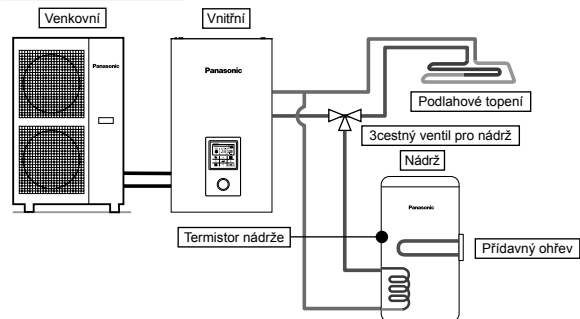 Venkovní
Vnitřní
Panasonic
Panasonic
Podlahové topení
3cestný ventil pro nádrž
Nádrž
Panasonic
Termistor nádrže
Přídavný ohřev